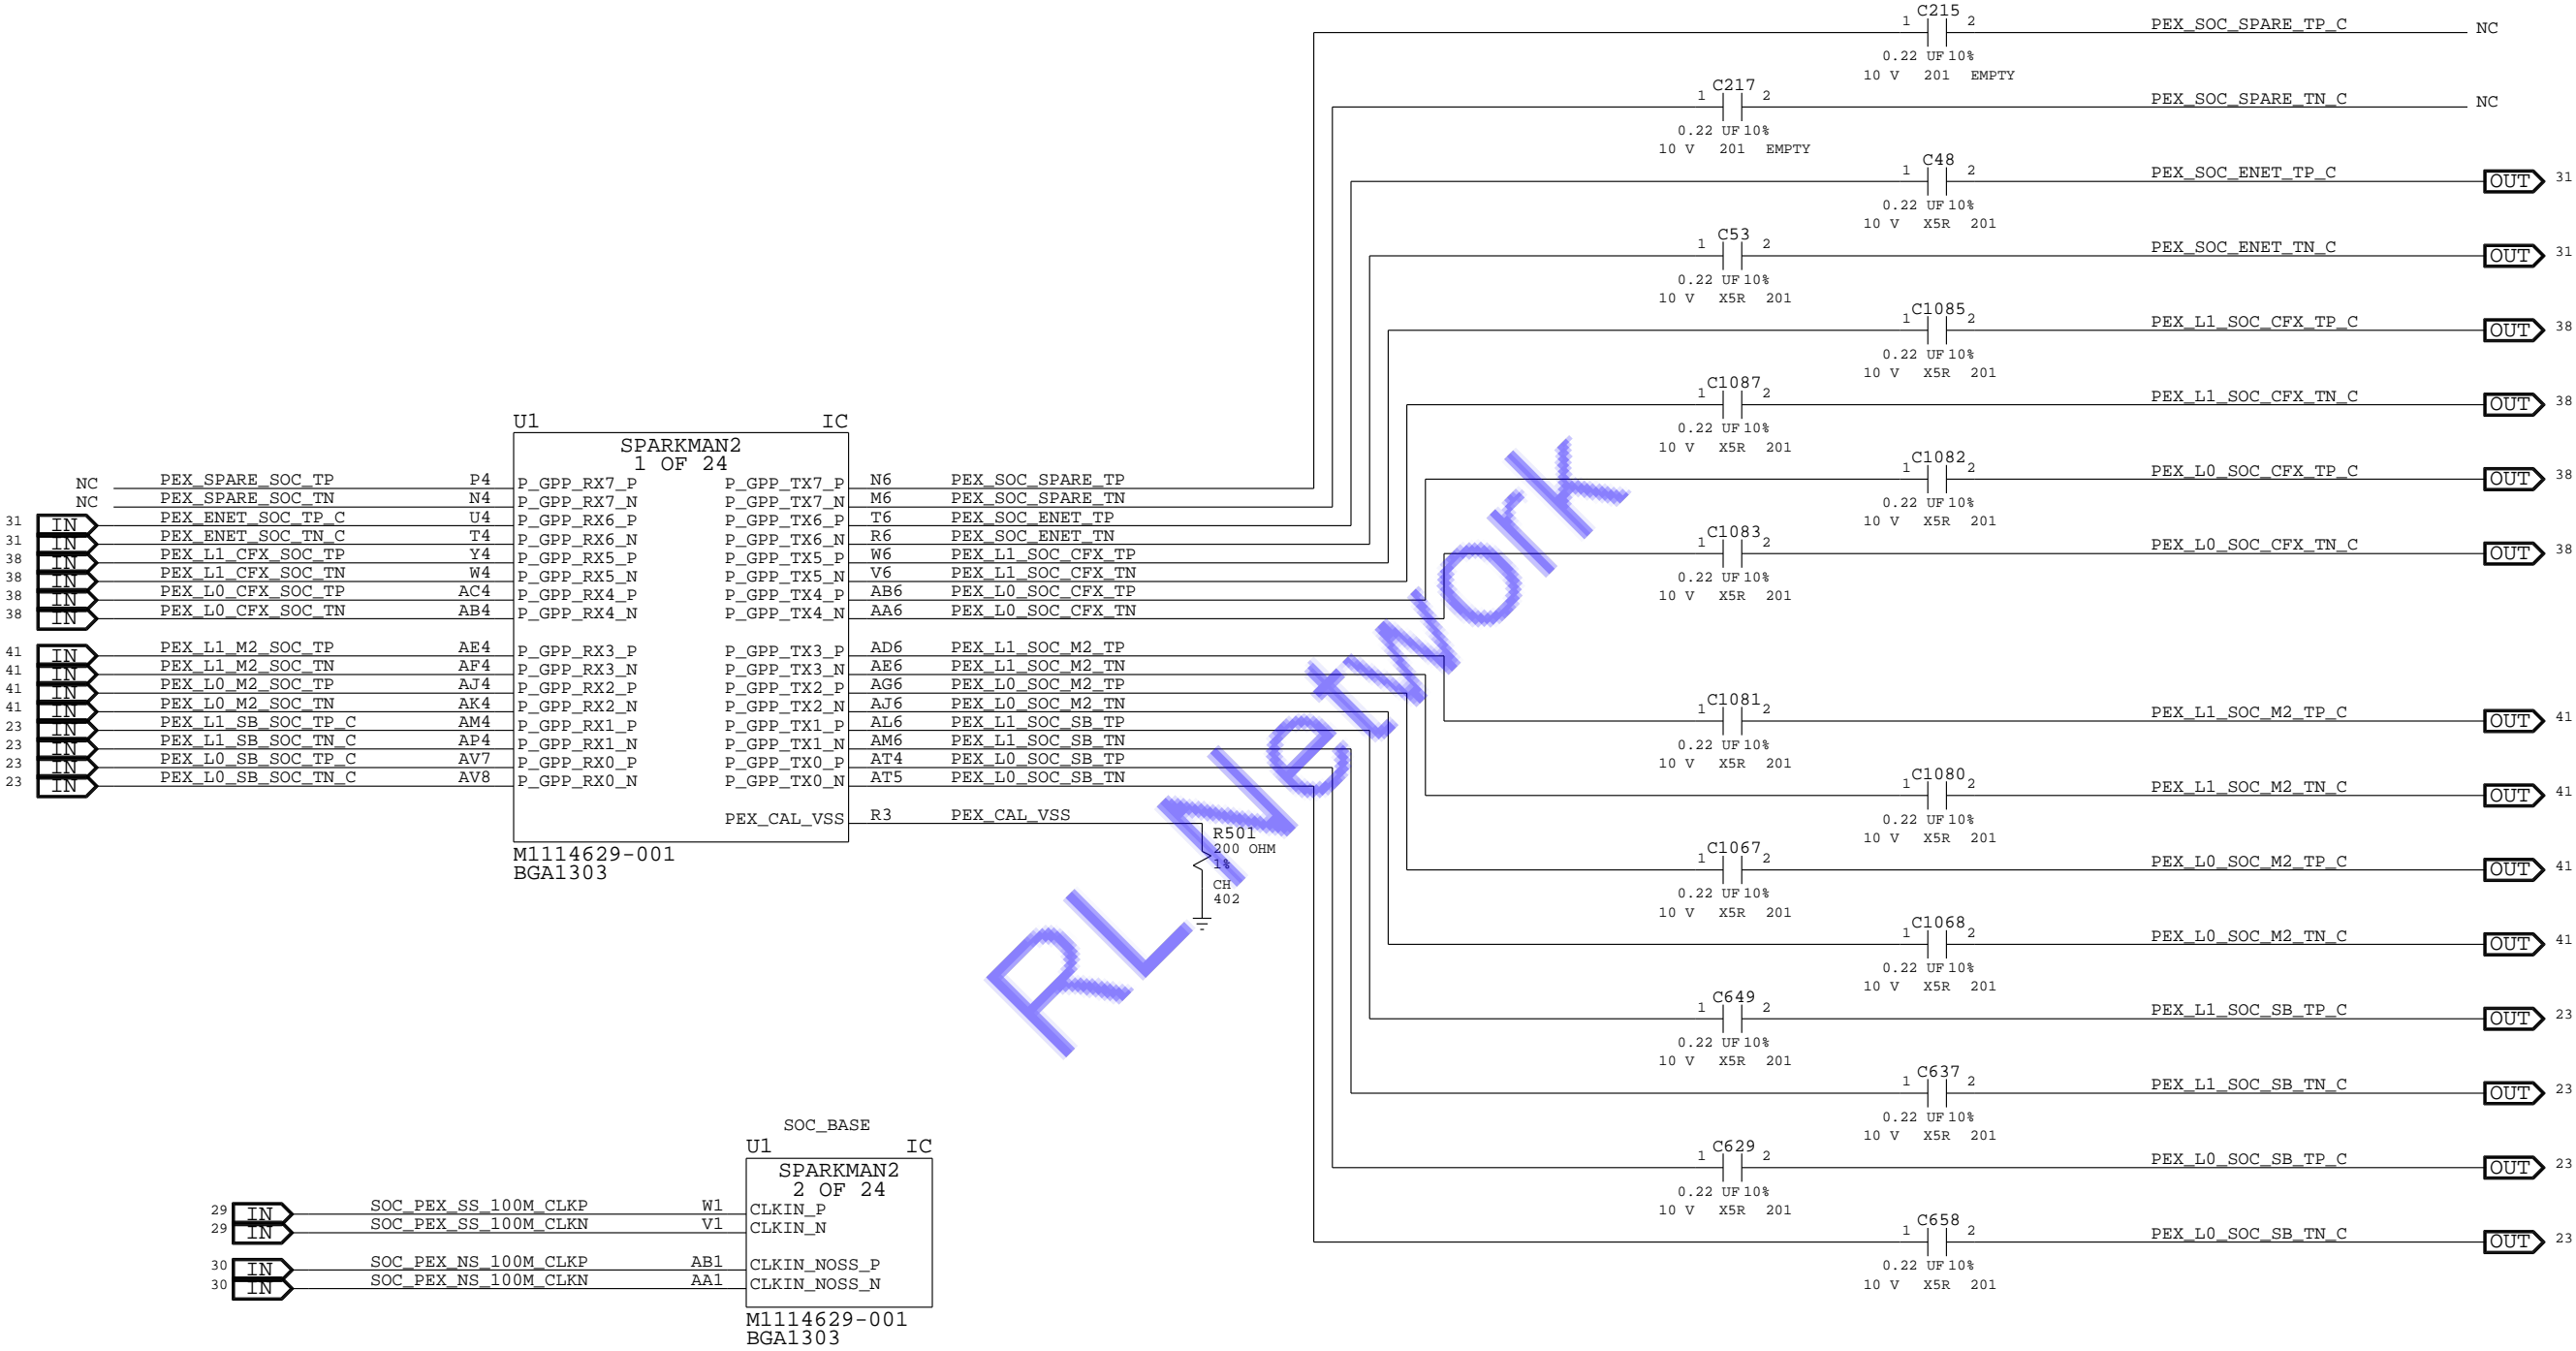 C215
1 2 PEX_SOC_SPARE_TP_C NC
0.22 UF 10%
10 V 201 EMPTY
C217
1 2 PEX_SOC_SPARE_TN_C NC
0.22 UF 10%
10 V 201 EMPTY
C48
1 2 PEX_SOC_ENET_TP_C OUT 31
0.22 UF 10%
10 V X5R 201
C53
1 2 PEX_SOC_ENET_TN_C OUT 31
0.22 UF 10%
10 V X5R 201
C1085
1 2 PEX_L1_SOC_CFX_TP_C OUT 38
0.22 UF 10%
10 V X5R 201
C1087
1 2 PEX_L1_SOC_CFX_TN_C OUT 38
0.22 UF 10%
10 V X5R 201
C1082
1 2 PEX_L0_SOC_CFX_TP_C OUT 38
0.22 UF 10%
10 V X5R 201
C1083
1 2 PEX_L0_SOC_CFX_TN_C OUT 38
0.22 UF 10%
10 V X5R 201
U1 IC
SPARKMAN2
1 OF 24
NC PEX_SPARE_SOC_TP P4 P_GPP_RX7_P P_GPP_TX7_P N6 PEX_SOC_SPARE_TP
NC PEX_SPARE_SOC_TN N4 P_GPP_RX7_N P_GPP_TX7_N M6 PEX_SOC_SPARE_TN
31 IN PEX_ENET_SOC_TP_C U4 P_GPP_RX6_P P_GPP_TX6_P T6 PEX_SOC_ENET_TP
31 IN PEX_ENET_SOC_TN_C T4 P_GPP_RX6_N P_GPP_TX6_N R6 PEX_SOC_ENET_TN
38 IN PEX_L1_CFX_SOC_TP Y4 P_GPP_RX5_P P_GPP_TX5_P W6 PEX_L1_SOC_CFX_TP
38 IN PEX_L1_CFX_SOC_TN W4 P_GPP_RX5_N P_GPP_TX5_N V6 PEX_L1_SOC_CFX_TN
38 IN PEX_L0_CFX_SOC_TP AC4 P_GPP_RX4_P P_GPP_TX4_P AB6 PEX_L0_SOC_CFX_TP
38 IN PEX_L0_CFX_SOC_TN AB4 P_GPP_RX4_N P_GPP_TX4_N AA6 PEX_L0_SOC_CFX_TN
41 IN PEX_L1_M2_SOC_TP AE4 P_GPP_RX3_P P_GPP_TX3_P AD6 PEX_L1_SOC_M2_TP
41 IN PEX_L1_M2_SOC_TN AF4 P_GPP_RX3_N P_GPP_TX3_N AE6 PEX_L1_SOC_M2_TN
41 IN PEX_L0_M2_SOC_TP AJ4 P_GPP_RX2_P P_GPP_TX2_P AG6 PEX_L0_SOC_M2_TP
41 IN PEX_L0_M2_SOC_TN AK4 P_GPP_RX2_N P_GPP_TX2_N AJ6 PEX_L0_SOC_M2_TN
23 IN PEX_L1_SB_SOC_TP_C AM4 P_GPP_RX1_P P_GPP_TX1_P AL6 PEX_L1_SOC_SB_TP
23 IN PEX_L1_SB_SOC_TN_C AP4 P_GPP_RX1_N P_GPP_TX1_N AM6 PEX_L1_SOC_SB_TN
23 IN PEX_L0_SB_SOC_TP_C AV7 P_GPP_RX0_P P_GPP_TX0_P AT4 PEX_L0_SOC_SB_TP
23 IN PEX_L0_SB_SOC_TN_C AV8 P_GPP_RX0_N P_GPP_TX0_N AT5 PEX_L0_SOC_SB_TN
PEX_CAL_VSS R3 PEX_CAL_VSS
M1114629-001
BGA1303
R501
200 OHM
1%
CH
402
RL Network
C1081
1 2 PEX_L1_SOC_M2_TP_C OUT 41
0.22 UF 10%
10 V X5R 201
C1080
1 2 PEX_L1_SOC_M2_TN_C OUT 41
0.22 UF 10%
10 V X5R 201
C1067
1 2 PEX_L0_SOC_M2_TP_C OUT 41
0.22 UF 10%
10 V X5R 201
C1068
1 2 PEX_L0_SOC_M2_TN_C OUT 41
0.22 UF 10%
10 V X5R 201
C649
1 2 PEX_L1_SOC_SB_TP_C OUT 23
0.22 UF 10%
10 V X5R 201
C637
1 2 PEX_L1_SOC_SB_TN_C OUT 23
0.22 UF 10%
10 V X5R 201
C629
1 2 PEX_L0_SOC_SB_TP_C OUT 23
0.22 UF 10%
10 V X5R 201
C658
1 2 PEX_L0_SOC_SB_TN_C OUT 23
0.22 UF 10%
10 V X5R 201
SOC_BASE
U1 IC
SPARKMAN2
2 OF 24
29 IN SOC_PEX_SS_100M_CLKP W1 CLKIN_P
29 IN SOC_PEX_SS_100M_CLKN V1 CLKIN_N
30 IN SOC_PEX_NS_100M_CLKP AB1 CLKIN_NOSS_P
30 IN SOC_PEX_NS_100M_CLKN AA1 CLKIN_NOSS_N
M1114629-001
BGA1303